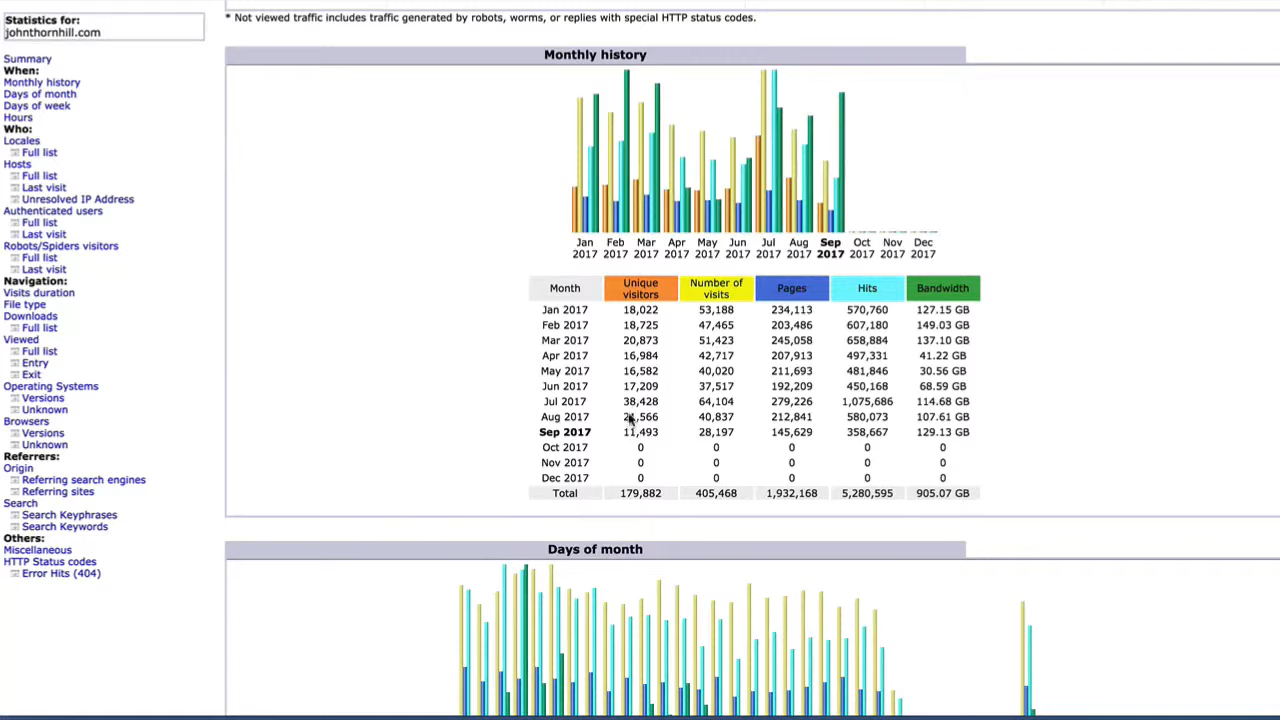 Statistics for:
johnthornhill.com
* Not viewed traffic includes traffic generated by robots, worms, or replies with special HTTP status codes.
Summary
When:
Monthly history
Days of month
Days of week
Hours
Who:
Locales
Full list
Hosts
Full list
Last visit
Unresolved IP Address
Authenticated users
Full list
Last visit
Robots/Spiders visitors
Full list
Last visit
Navigation:
Visits duration
File type
Downloads
Full list
Viewed
Full list
Entry
Exit
Operating Systems
Versions
Unknown
Browsers
Versions
Unknown
Referrers:
Origin
Referring search engines
Referring sites
Search
Search Keyphrases
Search Keywords
Others:
Miscellaneous
HTTP Status codes
Error Hits (404)
Monthly history
Jan Feb Mar Apr May Jun Jul Aug Sep Oct Nov Dec
2017 2017 2017 2017 2017 2017 2017 2017 2017 2017 2017 2017
Month Unique visitors Number of visits Pages Hits Bandwidth
Jan 2017 18,022 53,188 234,113 570,760 127.15 GB
Feb 2017 18,725 47,465 203,486 607,180 149.03 GB
Mar 2017 20,873 51,423 245,058 658,884 137.10 GB
Apr 2017 16,984 42,717 207,913 497,331 41.22 GB
May 2017 16,582 40,020 211,693 481,846 30.56 GB
Jun 2017 17,209 37,517 192,209 450,168 68.59 GB
Jul 2017 38,428 64,104 279,226 1,075,686 114.68 GB
Aug 2017 40,837 212,841 580,073 107.61 GB
Sep 2017 11,493 28,197 145,629 358,667 129.13 GB
Oct 2017 0 0 0 0 0
Nov 2017 0 0 0 0 0
Dec 2017 0 0 0 0 0
Total 179,882 405,468 1,932,168 5,280,595 905.07 GB
Days of month